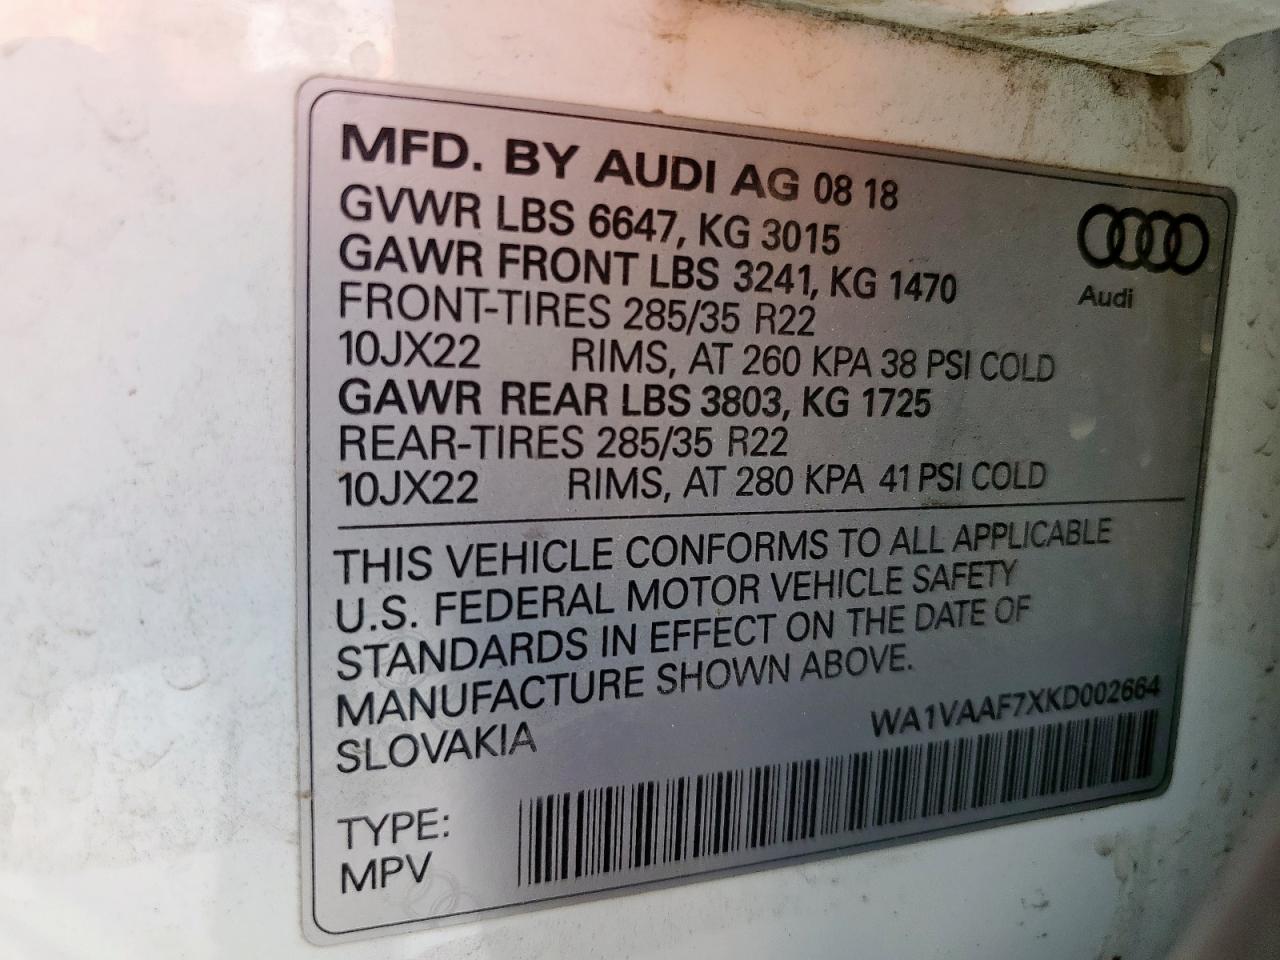 MFD. BY AUDI AG 08 18
GVWR LBS 6647, KG 3015
GAWR FRONT LBS 3241, KG 1470
FRONT-TIRES 285/35 R22
10JX22 RIMS, AT 260 KPA 38 PSI COLD
GAWR REAR LBS 3803, KG 1725
REAR-TIRES 285/35 R22
10JX22 RIMS, AT 280 KPA 41 PSI COLD
Audi
THIS VEHICLE CONFORMS TO ALL APPLICABLE
U.S. FEDERAL MOTOR VEHICLE SAFETY
STANDARDS IN EFFECT ON THE DATE OF
MANUFACTURE SHOWN ABOVE.
SLOVAKIA
WA1VAAF7XKD002664
TYPE:
MPV